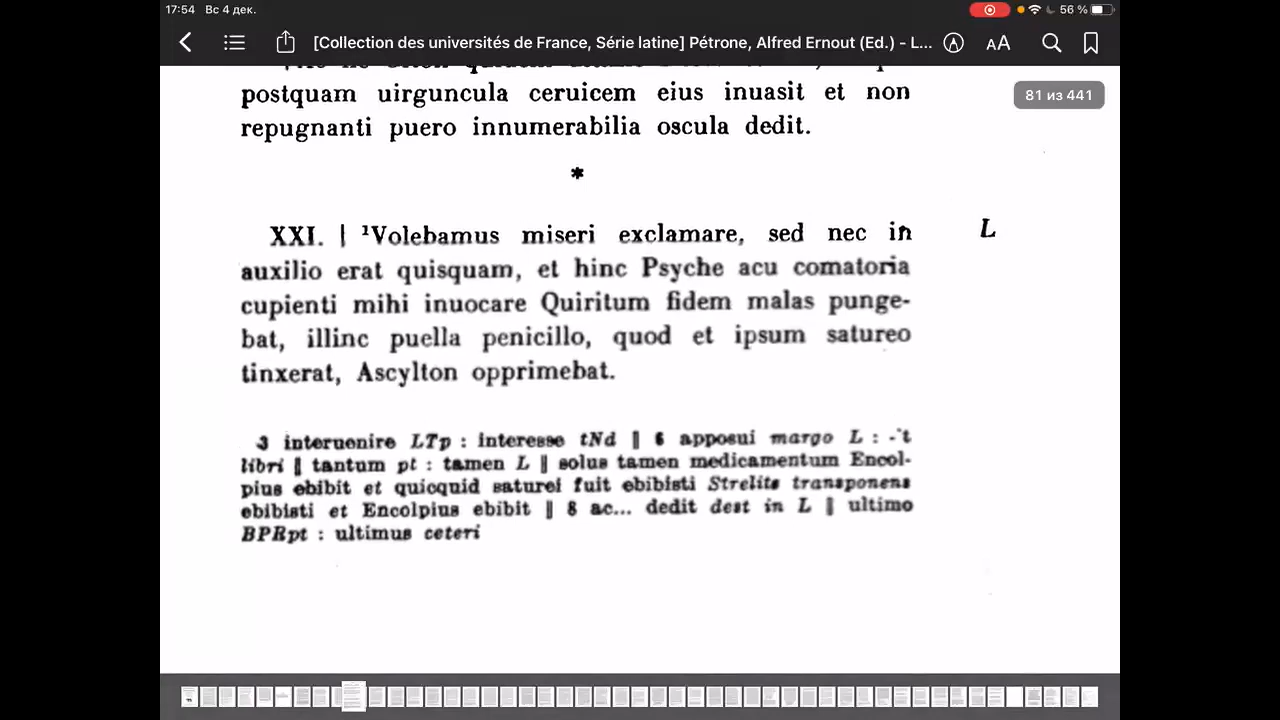 17:54 Вс 4 дек. 56 %
[Collection des universités de France, Série latine] Pétrone, Alfred Ernout (Ed.) - L... AA
81 из 441
postquam uirguncula ceruicem eius inuasit et non
repugnanti puero innumerabilia oscula dedit.
*
XXI. | ¹Volebamus miseri exclamare, sed nec in L
auxilio erat quisquam, et hinc Psyche acu comatoria
cupienti mihi inuocare Quiritum fidem malas punge-
bat, illinc puella penicillo, quod et ipsum satureo
tinxerat, Ascylton opprimebat.
3 interuenire LTp : interesse tNd || 6 apposui margo L : -t
libri || tantum pt : tamen L || solus tamen medicamentum Encol-
pius ebibit et quicquid saturei fuit ebibisti Strelitz transponens
ebibisti et Encolpius ebibit || 8 ac... dedit dest in L || ultimo
BPRpt : ultimus ceteri